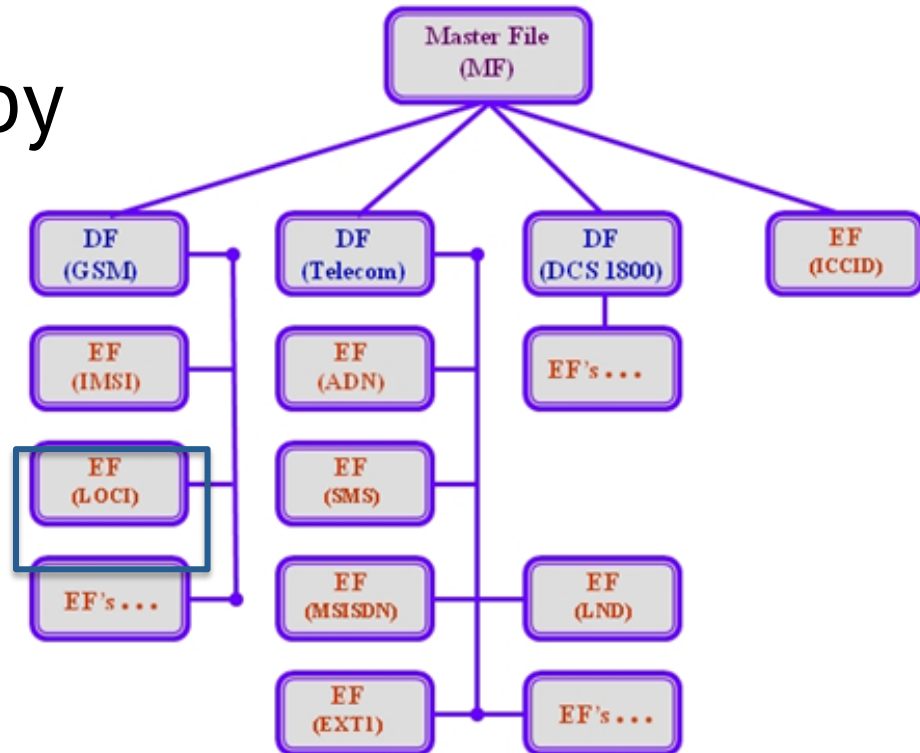 by
Master File
(MF)
DF
(GSM)
DF
(Telecom)
DF
(DCS 1800)
EF
(ICCID)
EF
(IMSI)
EF
(ADN)
EF's...
EF
(LOCI)
EF
(SMS)
EF's...
EF
(MSISDN)
EF
(LND)
EF
(EXT1)
EF's...